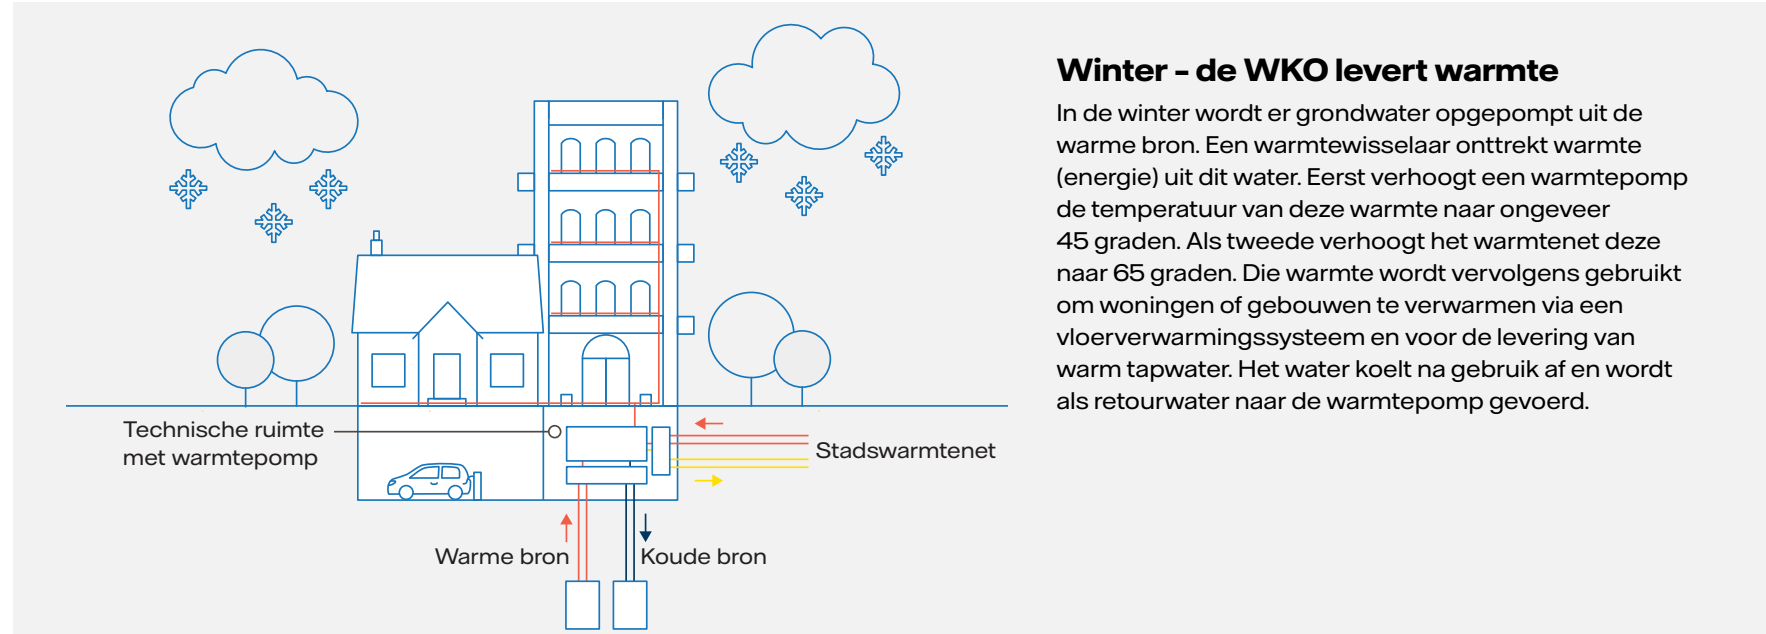 Winter – de WKO levert warmte
In de winter wordt er grondwater opgepompt uit de
warme bron. Een warmtewisselaar onttrekt warmte
(energie) uit dit water. Eerst verhoogt een warmtepomp
de temperatuur van deze warmte naar ongeveer
45 graden. Als tweede verhoogt het warmtenet deze
naar 65 graden. Die warmte wordt vervolgens gebruikt
om woningen of gebouwen te verwarmen via een
vloerverwarmingssysteem en voor de levering van
warm tapwater. Het water koelt na gebruik af en wordt
als retourwater naar de warmtepomp gevoerd.
Technische ruimte
met warmtepomp
Stadswarmtenet
Warme bron
Koude bron